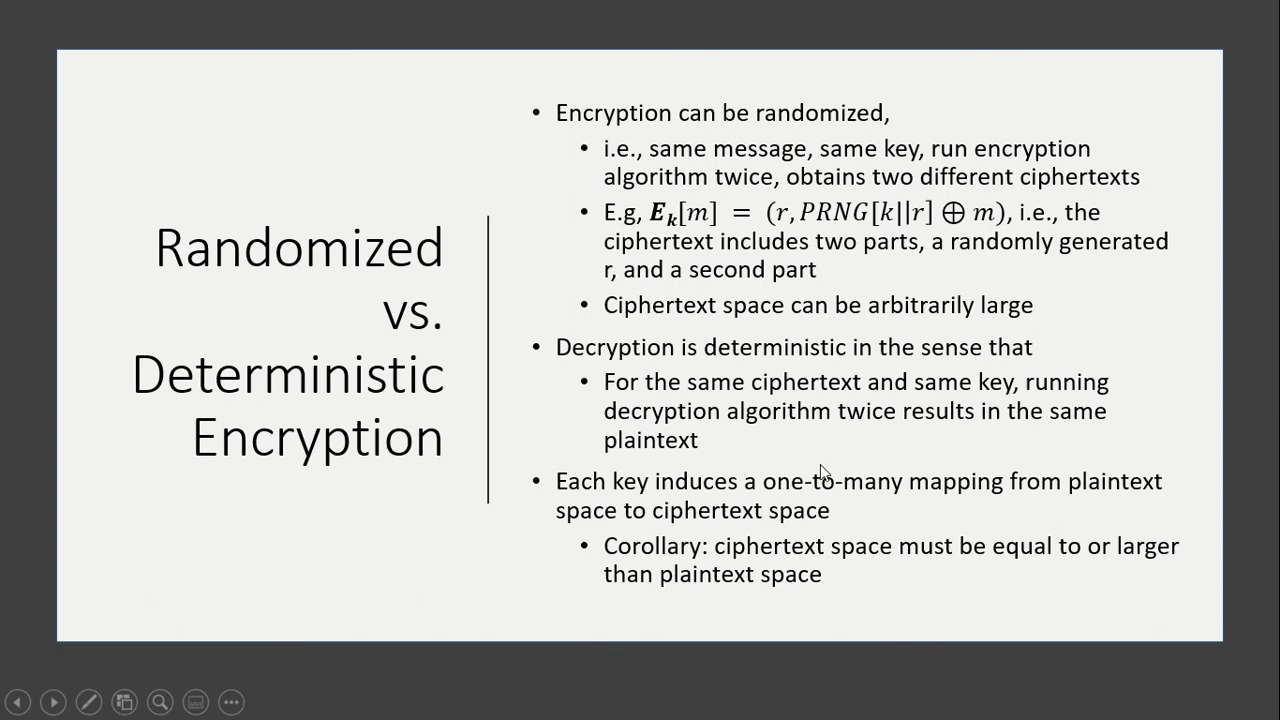 Randomized
vs.
Deterministic
Encryption
• Encryption can be randomized,
• i.e., same message, same key, run encryption
algorithm twice, obtains two different ciphertexts
• E.g, 𝑬𝒌[𝑚] = (𝑟, 𝑃𝑅𝑁𝐺[𝑘||𝑟] ⊕ 𝑚), i.e., the
ciphertext includes two parts, a randomly generated
r, and a second part
• Ciphertext space can be arbitrarily large
• Decryption is deterministic in the sense that
• For the same ciphertext and same key, running
decryption algorithm twice results in the same
plaintext
• Each key induces a one-to-many mapping from plaintext
space to ciphertext space
• Corollary: ciphertext space must be equal to or larger
than plaintext space